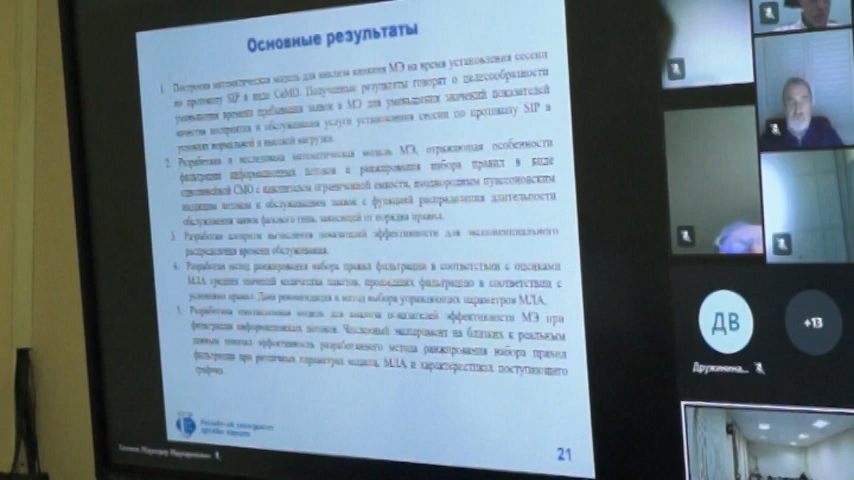 Основные результаты
1. Построена математическая модель для анализа влияния МЭ на время установления сессии
по протоколу SIP в виде СеМО. Полученные результаты говорят о целесообразности
уменьшения времени пребывания заявок в МЭ для уменьшения значений показателей
качества восприятия и обслуживания услуги установления сессии по протоколу SIP в
условиях нормальной и высокой нагрузки.
2. Разработана и исследована математическая модель МЭ, отражающая особенности
фильтрации информационных потоков и ранжирования набора правил в виде
однолинейной СМО с накопителем ограниченной емкости, неоднородным пуассоновским
входящим потоком и обслуживанием заявок с функцией распределения длительности
обслуживания заявок фазового типа, зависящей от порядка правил.
3. Разработан алгоритм вычисления показателей эффективности для экспоненциального
распределения времени обслуживания.
4. Разработан метод ранжирования набора правил фильтрации в соответствии с оценками
МЛА средних значений количества пакетов, прошедших фильтрацию в соответствии с
условиями правил. Даны рекомендации и метод выбора управляющих параметров МЛА.
5. Разработана имитационная модель для анализа показателей эффективности МЭ при
фильтрации информационных потоков. Численный эксперимент на близких к реальным
данным показал эффективность разработанного метода ранжирования набора правил
фильтрации при различных параметрах модели, МЛА и характеристиках поступающего
трафика.
Российский университет
дружбы народов
21
ДВ
+13
Дружинина...